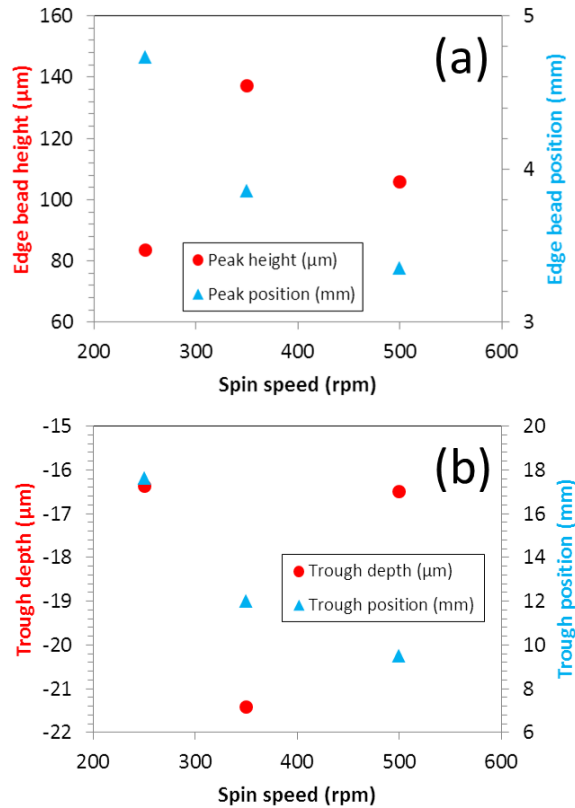 (a)
160
140
120
100
80
60
Edge bead height (µm)
5
4
3
Edge bead position (mm)
Peak height (µm)
Peak position (mm)
200 300 400 500 600
Spin speed (rpm)
(b)
-15
-16
-17
-18
-19
-20
-21
-22
Trough depth (µm)
20
18
16
14
12
10
8
6
Trough position (mm)
Trough depth (µm)
Trough position (mm)
200 300 400 500 600
Spin speed (rpm)